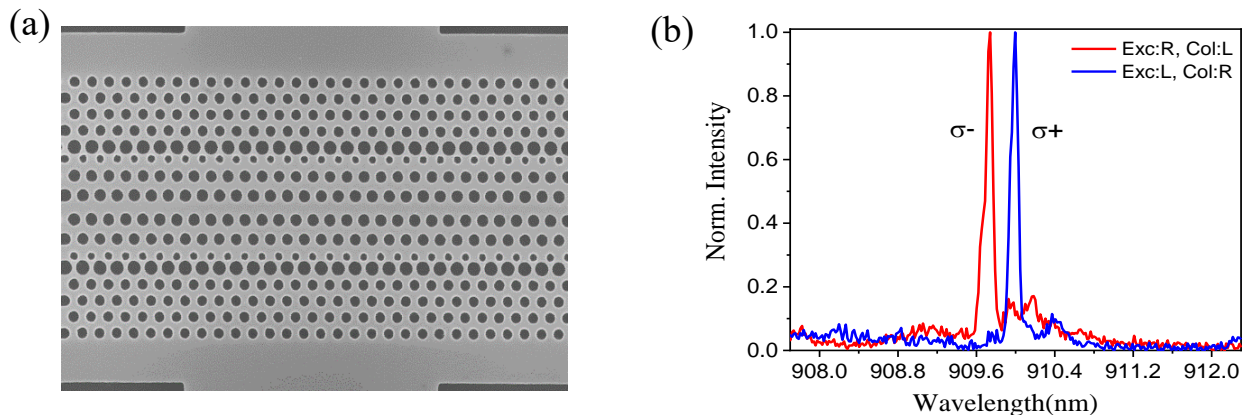 (a)
(b)
Norm. Intensity
1.0
0.8
0.6
0.4
0.2
0.0
Exc:R, Col:L
Exc:L, Col:R
σ-
σ+
908.0 908.8 909.6 910.4 911.2 912.0
Wavelength(nm)